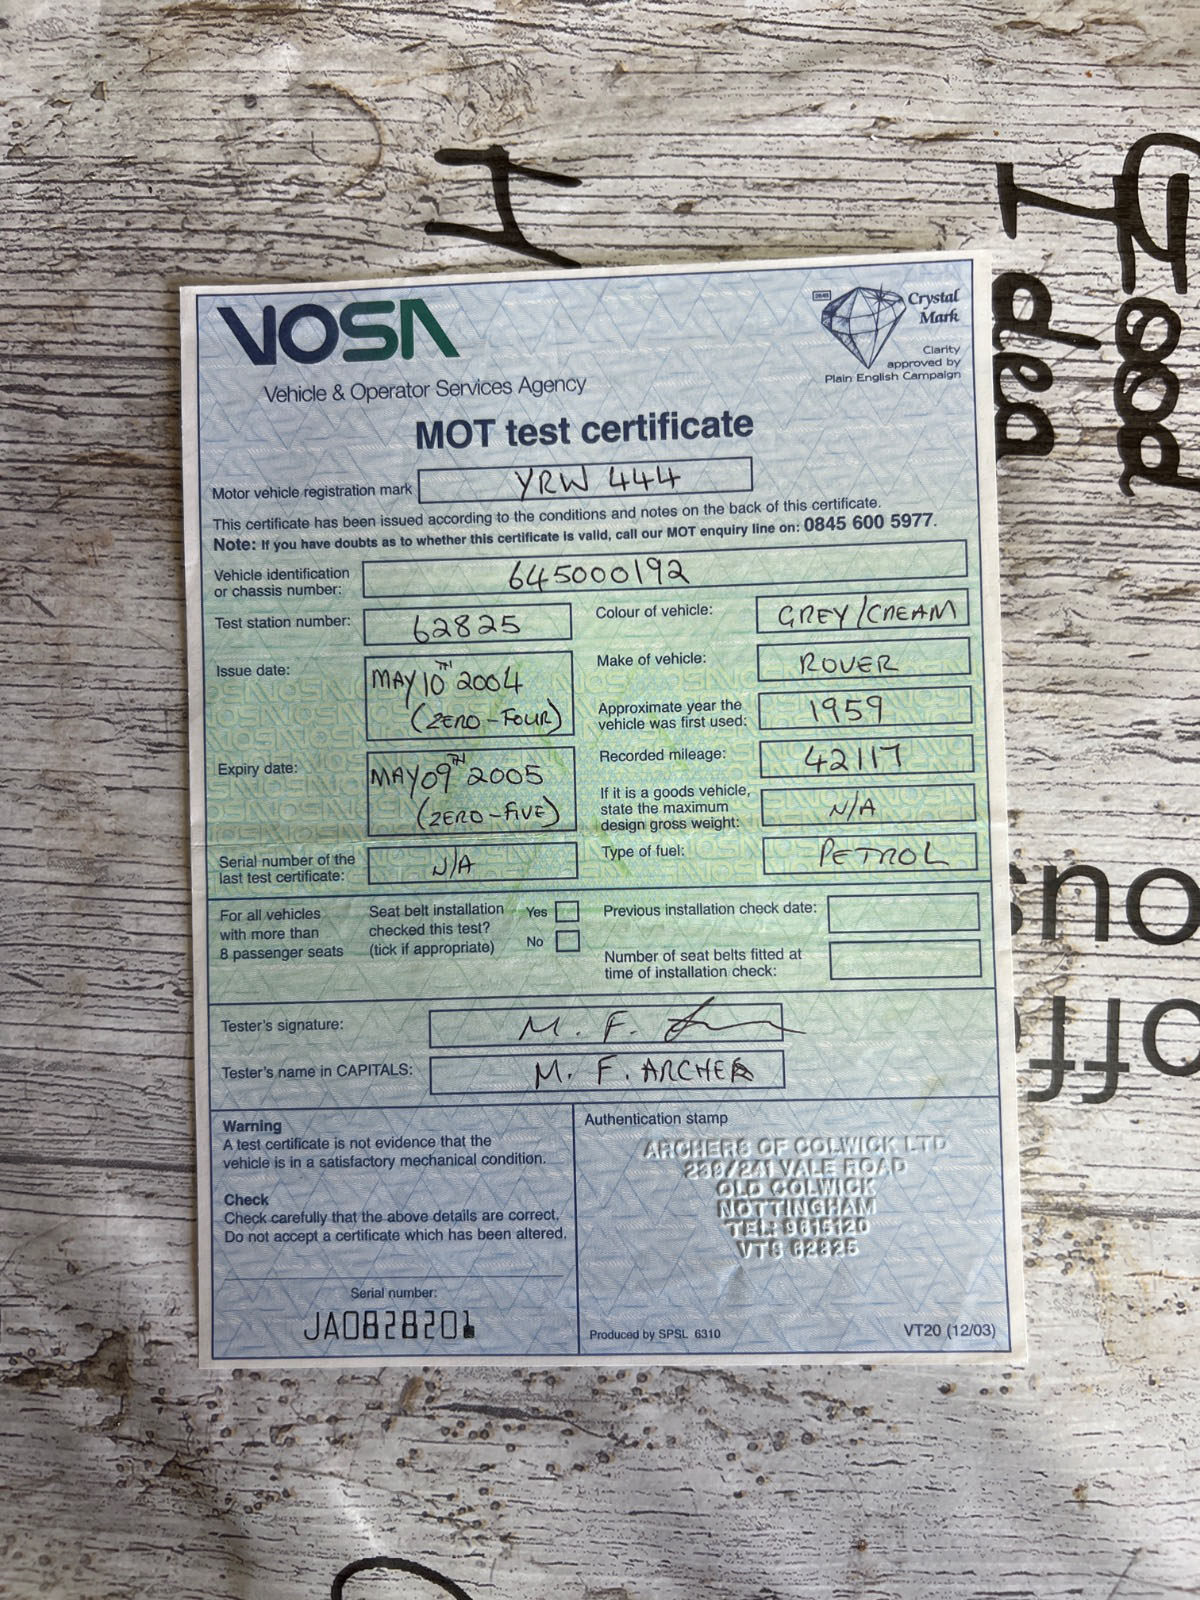 I
Good
Idea
VOSA
Vehicle & Operator Services Agency
Crystal
Mark
Clarity
approved by
Plain English Campaign
MOT test certificate
Motor vehicle registration mark YRW 444
This certificate has been issued according to the conditions and notes on the back of this certificate.
Note: If you have doubts as to whether this certificate is valid, call our MOT enquiry line on: 0845 600 5977.
Vehicle identification
or chassis number: 645000192
Test station number: 62825
Colour of vehicle: GREY/CREAM
Issue date: MAY 10TH 2004
(ZERO-FOUR)
Make of vehicle: ROVER
Approximate year the
vehicle was first used: 1959
Expiry date: MAY 09TH 2005
(ZERO-FIVE)
Recorded mileage: 42117
If it is a goods vehicle,
state the maximum
design gross weight: N/A
Serial number of the
last test certificate: N/A
Type of fuel: PETROL
For all vehicles
with more than
8 passenger seats
Seat belt installation
checked this test?
(tick if appropriate)
Yes
No
Previous installation check date:
Number of seat belts fitted at
time of installation check:
Tester's signature: M. F.
Tester's name in CAPITALS: M. F. ARCHER
Warning
A test certificate is not evidence that the
vehicle is in a satisfactory mechanical condition.
Check
Check carefully that the above details are correct.
Do not accept a certificate which has been altered.
Serial number:
JA0828201
Authentication stamp
ARCHERS OF COLWICK LTD
239/241 VALE ROAD
OLD COLWICK
NOTTINGHAM
TEL: 9615120
VTS 62825
Produced by SPSL 6310
VT20 (12/03)